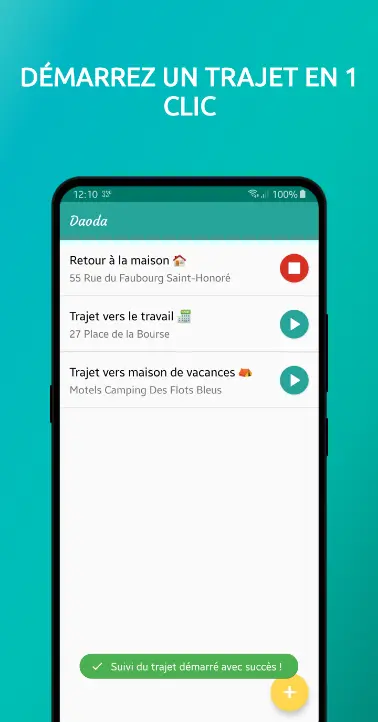 DÉMARREZ UN TRAJET EN 1
CLIC
12:10
100%
Daoda
Retour à la maison
55 Rue du Faubourg Saint-Honoré
Trajet vers le travail
27 Place de la Bourse
Trajet vers maison de vacances
Motels Camping Des Flots Bleus
Suivi du trajet démarré avec succès !
+